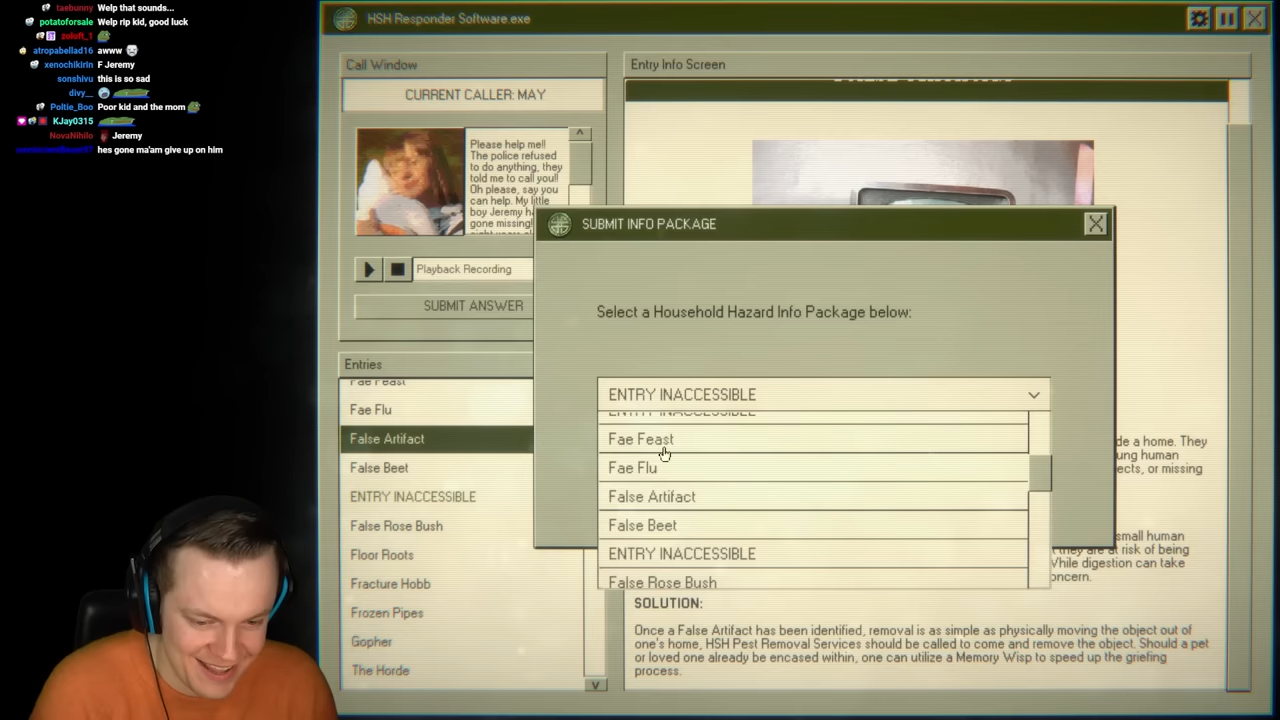 taebunny Welp that sounds...
potatoforsale Welp rip kid, good luck
zoloft_1
atropabellad16 awww
xenochikirin F Jeremy
sonshivu this is so sad
divy__
Poltie_Boo Poor kid and the mom
KJay0315
NovaNihilo Jeremy
hes gone ma'am give up on him
HSH Responder Software.exe
Call Window
CURRENT CALLER: MAY
Please help me!!
The police refused
to do anything, they
told me to call you!!
Oh please, say you
can help. My little
boy Jeremy
gone missing!
Playback Recording
SUBMIT ANSWER
Entries
Fae Feast
Fae Flu
False Artifact
False Beet
ENTRY INACCESSIBLE
False Rose Bush
Floor Roots
Fracture Hobb
Frozen Pipes
Gopher
The Horde
Entry Info Screen
SUBMIT INFO PACKAGE
Select a Household Hazard Info Package below:
ENTRY INACCESSIBLE
ENTRY INACCESSIBLE
Fae Feast
Fae Flu
False Artifact
False Beet
ENTRY INACCESSIBLE
False Rose Bush
de a home. They
ung human
ects, or missing
small human
they are at risk of being
While digestion can take
oncern.
SOLUTION:
Once a False Artifact has been identified, removal is as simple as physically moving the object out of
one's home, HSH Pest Removal Services should be called to come and remove the object. Should a pet
or loved one already be encased within, one can utilize a Memory Wisp to speed up the griefing
process.